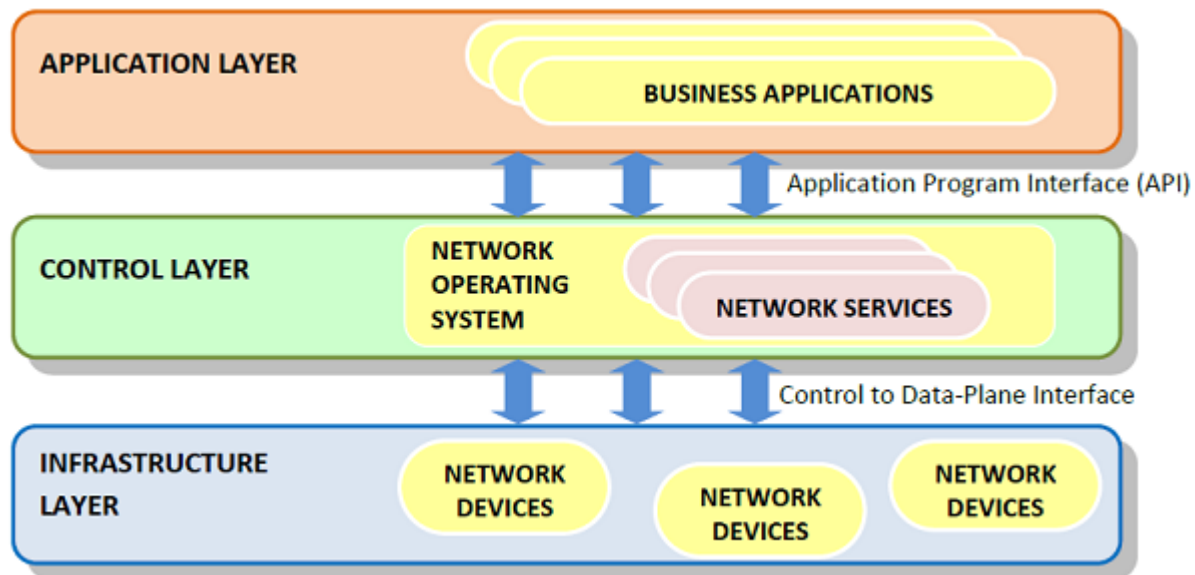 APPLICATION LAYER
BUSINESS APPLICATIONS
Application Program Interface (API)
CONTROL LAYER
NETWORK
OPERATING
SYSTEM
NETWORK SERVICES
Control to Data-Plane Interface
INFRASTRUCTURE
LAYER
NETWORK
DEVICES
NETWORK
DEVICES
NETWORK
DEVICES